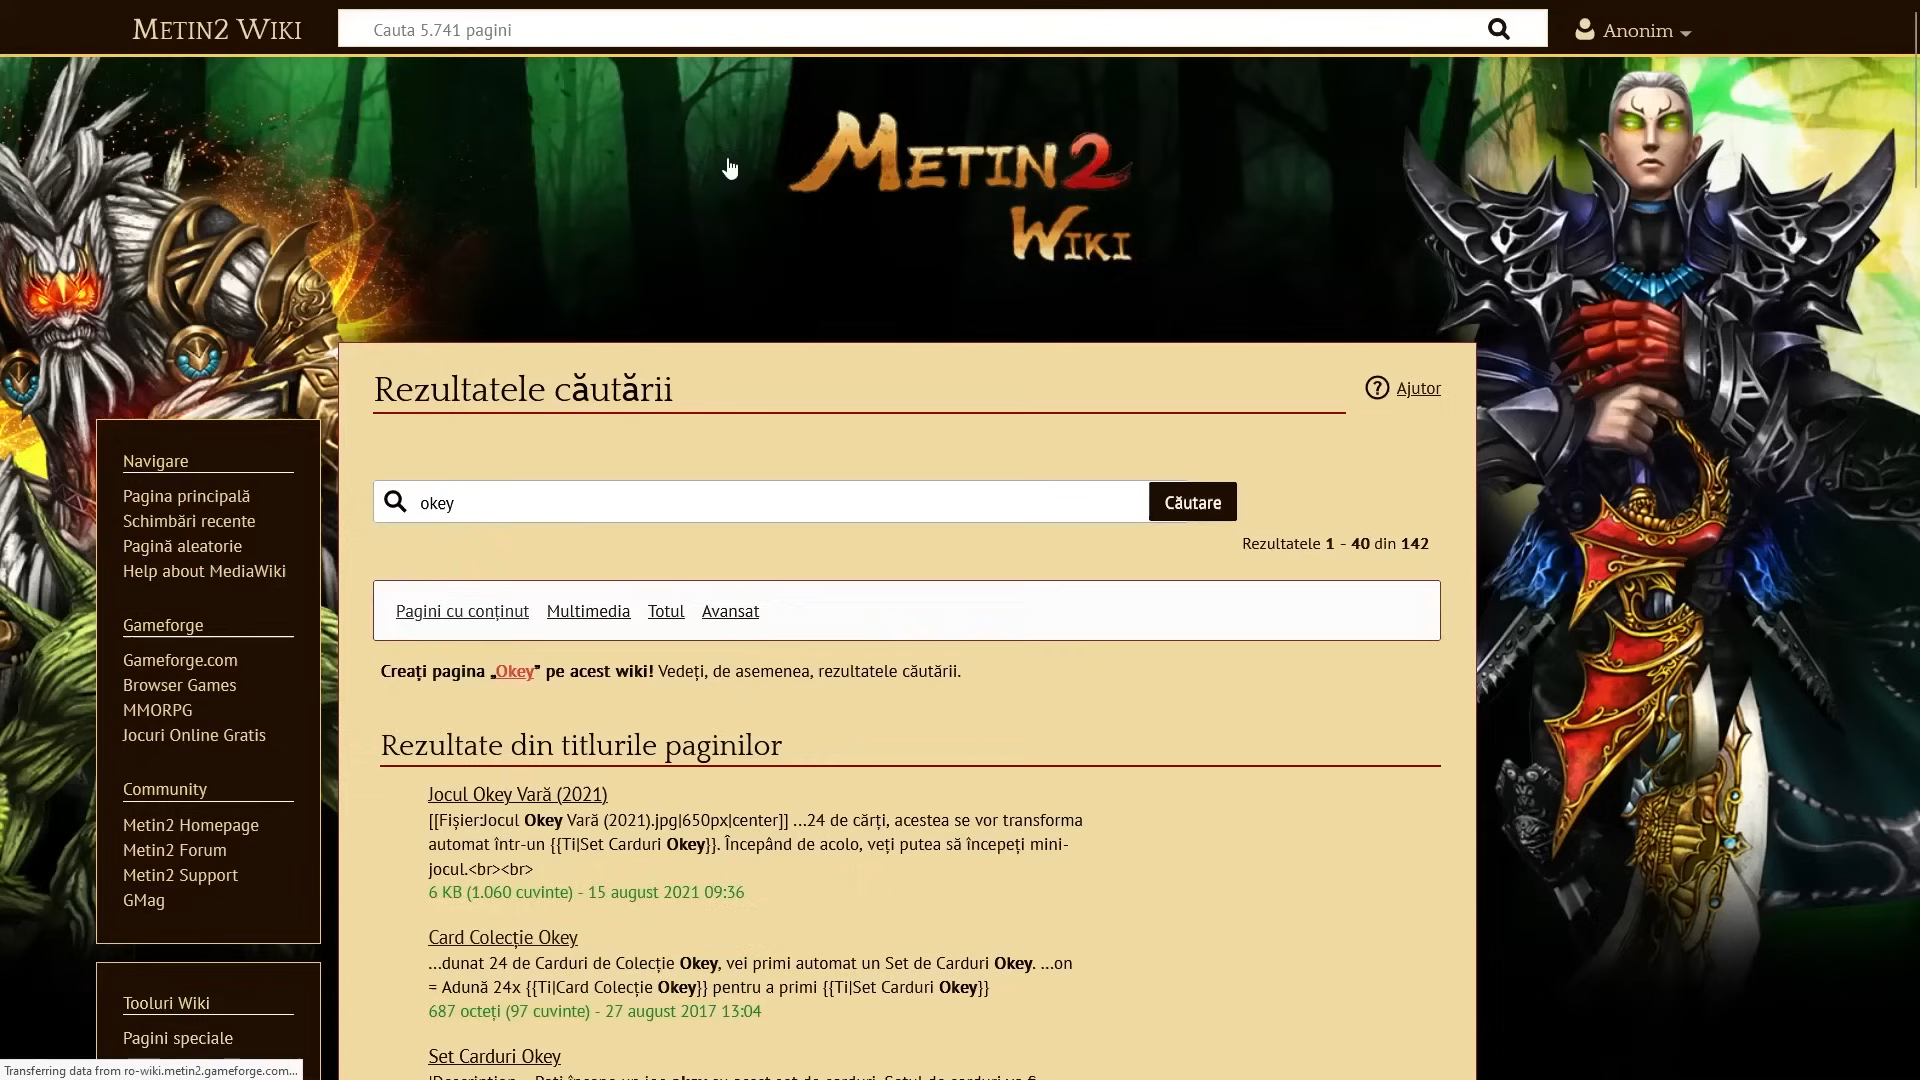 Metin2 Wiki
Cauta 5.741 pagini
Anonim
Metin2
Wiki
Rezultatele căutării
Ajutor
Navigare
Pagina principală
Schimbări recente
Pagină aleatorie
Help about MediaWiki
Gameforge
Gameforge.com
Browser Games
MMORPG
Jocuri Online Gratis
Community
Metin2 Homepage
Metin2 Forum
Metin2 Support
GMag
Tooluri Wiki
Pagini speciale
okey
Căutare
Rezultatele 1 - 40 din 142
Pagini cu conținut Multimedia Totul Avansat
Creați pagina „Okey” pe acest wiki! Vedeți, de asemenea, rezultatele căutării.
Rezultate din titlurile paginilor
Jocul Okey Vară (2021)
[[Fișier:Jocul Okey Vară (2021).jpg|650px|center]] ...24 de cărți, acestea se vor transforma
automat într-un {{Ti|Set Carduri Okey}}. Începând de acolo, veți putea să începeți mini-
jocul.<br><br>
6 KB (1.060 cuvinte) - 15 august 2021 09:36
Card Colecție Okey
...dunat 24 de Carduri de Colecție Okey, vei primi automat un Set de Carduri Okey. ...on
= Adună 24x {{Ti|Card Colecție Okey}} pentru a primi {{Ti|Set Carduri Okey}}
687 octeți (97 cuvinte) - 27 august 2017 13:04
Set Carduri Okey
Transferring data from ro-wiki.metin2.gameforge.com...